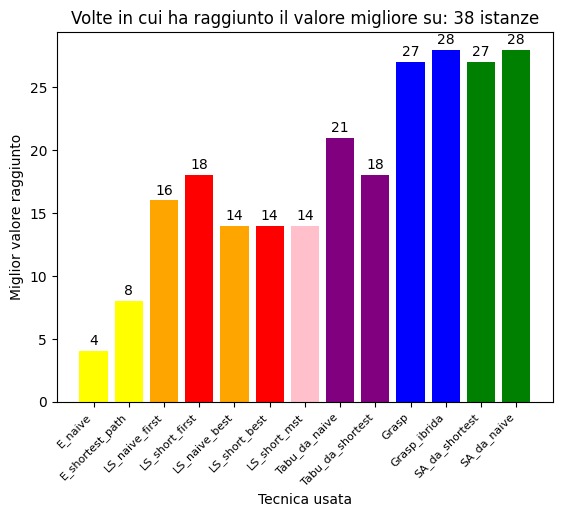 Volte in cui ha raggiunto il valore migliore su: 38 istanze
Miglior valore raggiunto
25
20
15
10
5
0
4
8
16
18
14
14
14
21
18
27
28
27
28
E_naive
E_shortest_path
LS_naive_first
LS_short_first
LS_naive_best
LS_short_best
LS_short_mst
Tabu_da_naive
Tabu_da_shortest
Grasp
Grasp_ibrida
SA_da_shortest
SA_da_naive
Tecnica usata